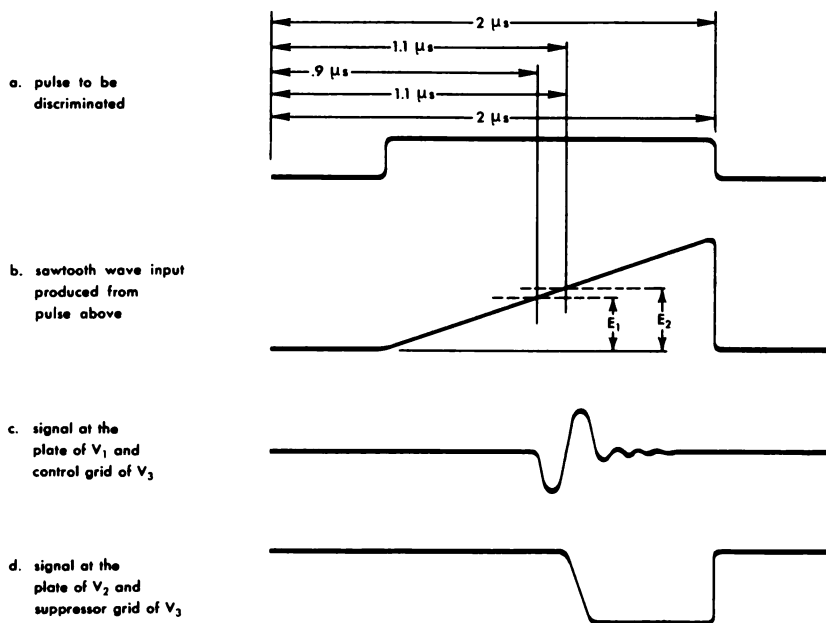 2 μs
1.1 μs
.9 μs
1.1 μs
2 μs
a. pulse to be
discriminated
b. sawtooth wave input
produced from
pulse above
E₁
E₂
c. signal at the
plate of V₁ and
control grid of V₃
d. signal at the
plate of V₂ and
suppressor grid of V₃